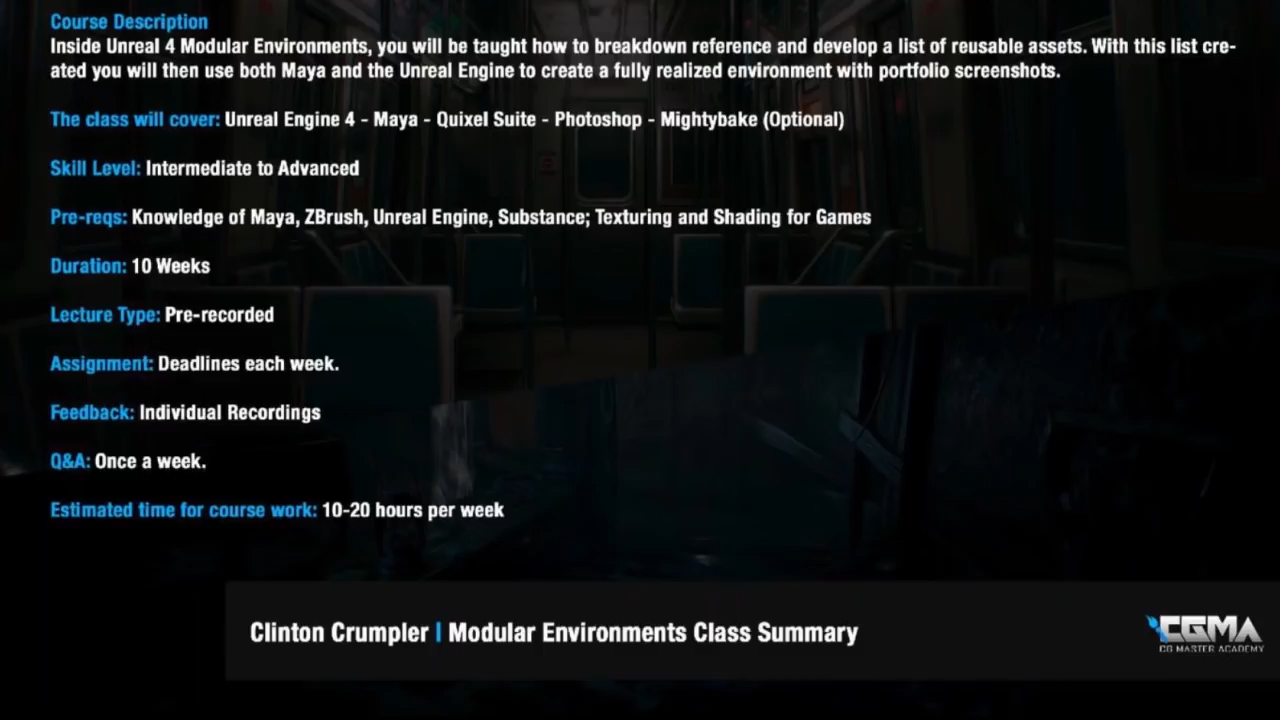 Course Description
Inside Unreal 4 Modular Environments, you will be taught how to breakdown reference and develop a list of reusable assets. With this list cre-
ated you will then use both Maya and the Unreal Engine to create a fully realized environment with portfolio screenshots.
The class will cover: Unreal Engine 4 - Maya - Quixel Suite - Photoshop - Mightybake (Optional)
Skill Level: Intermediate to Advanced
Pre-reqs: Knowledge of Maya, ZBrush, Unreal Engine, Substance; Texturing and Shading for Games
Duration: 10 Weeks
Lecture Type: Pre-recorded
Assignment: Deadlines each week.
Feedback: Individual Recordings
Q&A: Once a week.
Estimated time for course work: 10-20 hours per week
Clinton Crumpler | Modular Environments Class Summary
CGMA
CG MASTER ACADEMY